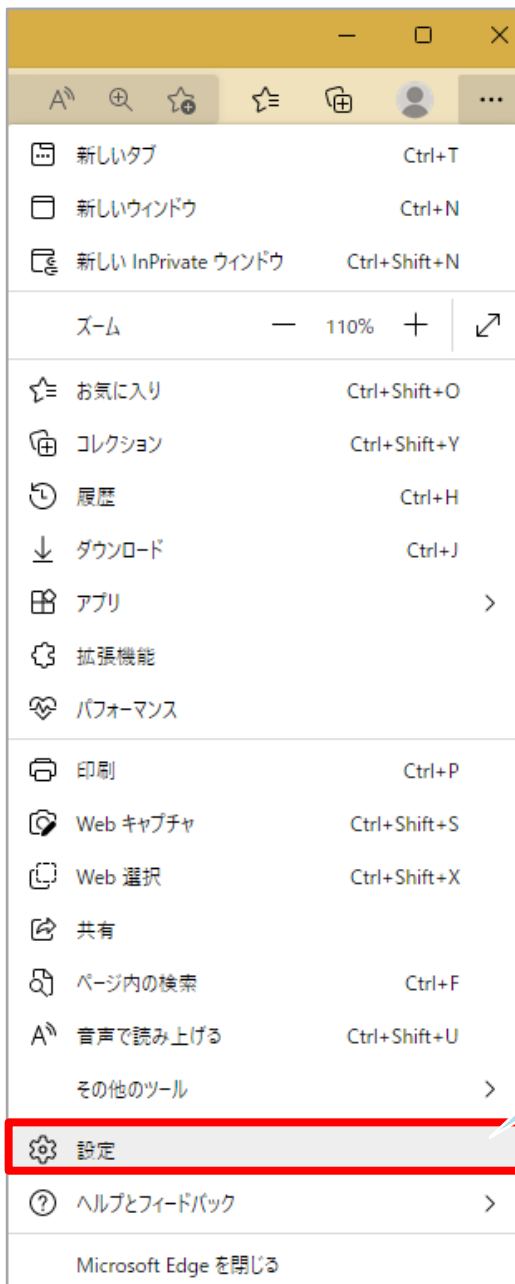 新しいタブ Ctrl+T
新しいウィンドウ Ctrl+N
新しい InPrivate ウィンドウ Ctrl+Shift+N
ズーム 110%
お気に入り Ctrl+Shift+O
コレクション Ctrl+Shift+Y
履歴 Ctrl+H
ダウンロード Ctrl+J
アプリ
拡張機能
パフォーマンス
印刷 Ctrl+P
Web キャプチャ Ctrl+Shift+S
Web 選択 Ctrl+Shift+X
共有
ページ内の検索 Ctrl+F
音声で読み上げる Ctrl+Shift+U
その他のツール
設定
ヘルプとフィードバック
Microsoft Edge を閉じる